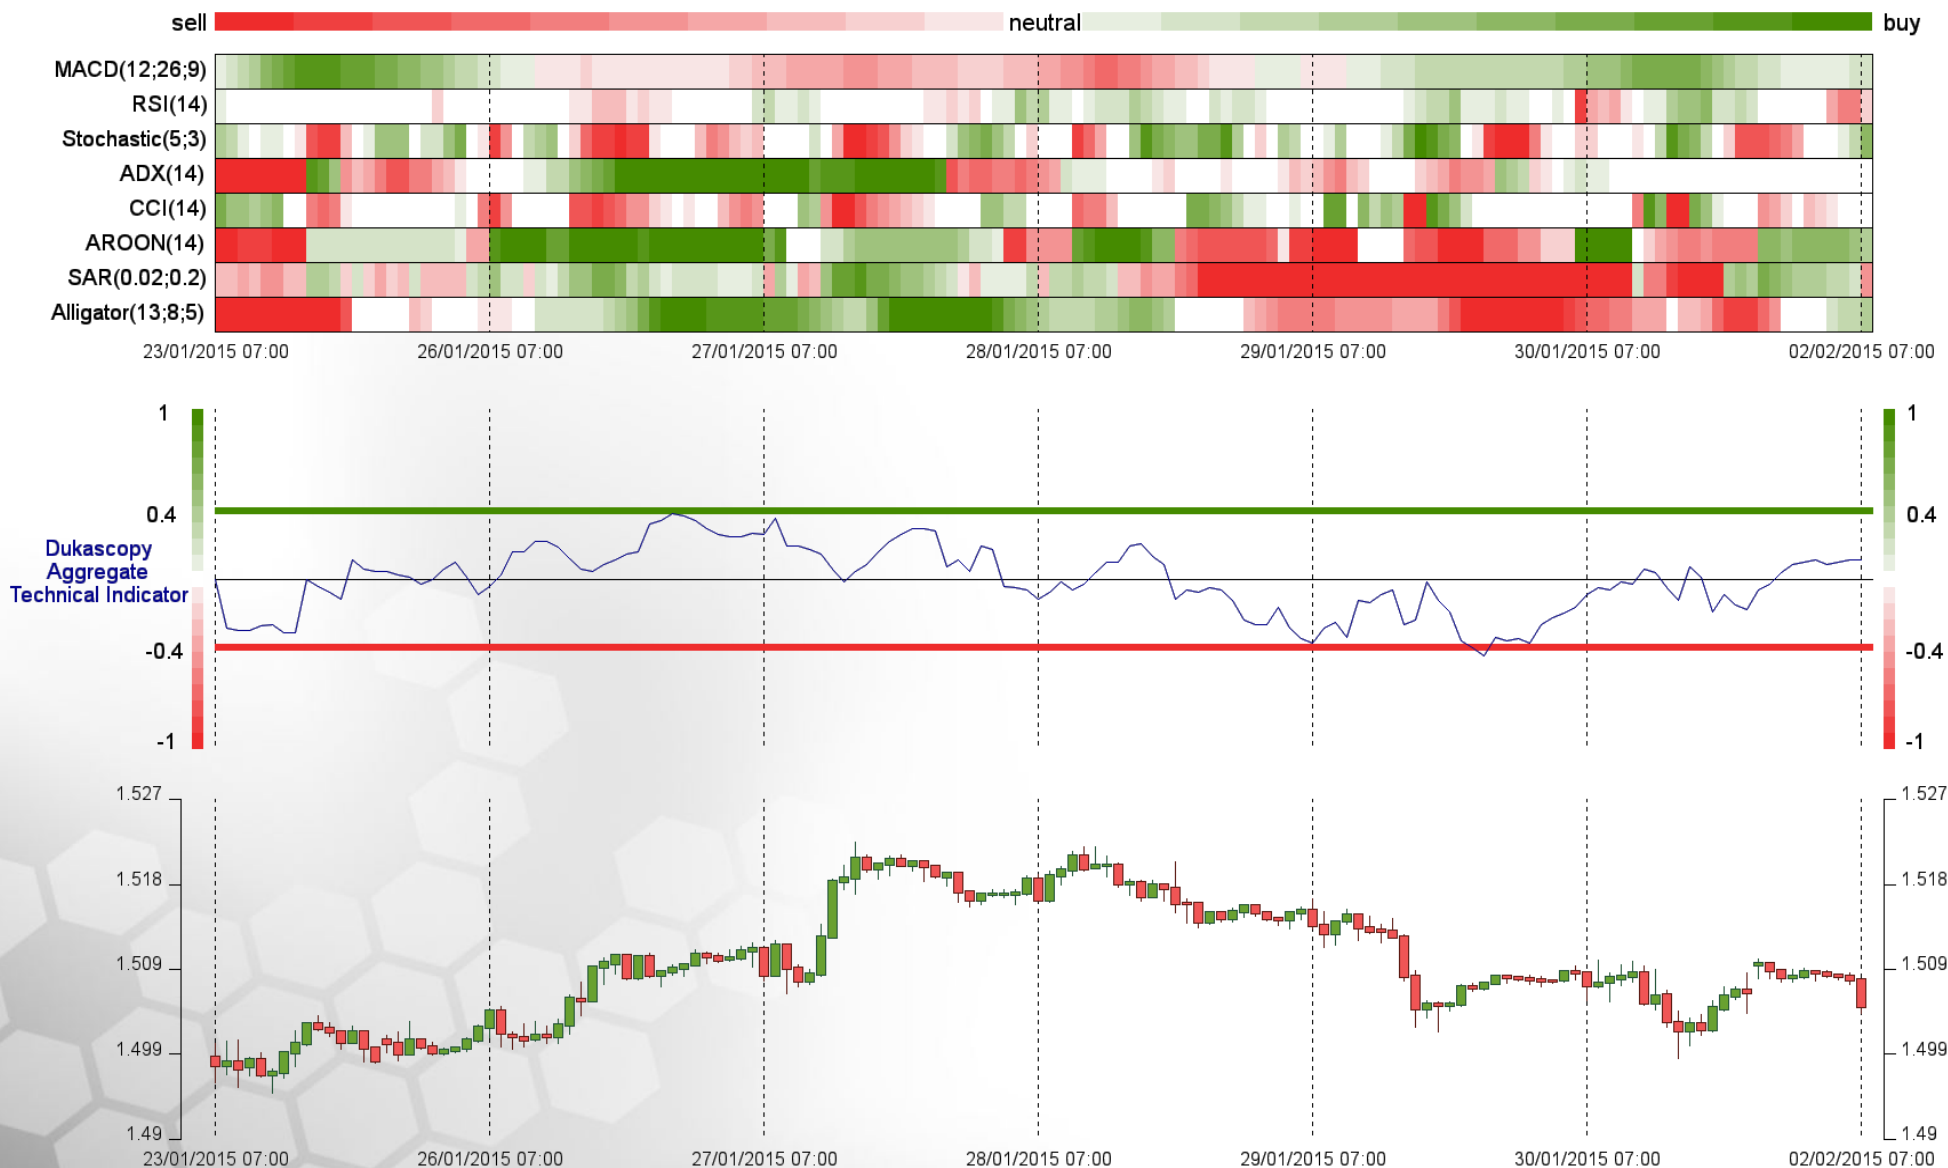 sell neutral buy
MACD(12;26;9)
RSI(14)
Stochastic(5;3)
ADX(14)
CCI(14)
AROON(14)
SAR(0.02;0.2)
Alligator(13;8;5)
23/01/2015 07:00 26/01/2015 07:00 27/01/2015 07:00 28/01/2015 07:00 29/01/2015 07:00 30/01/2015 07:00 02/02/2015 07:00
1 1
0.4 0.4
Dukascopy
Aggregate
Technical Indicator
-0.4 -0.4
-1 -1
1.527 1.527
1.518 1.518
1.509 1.509
1.499 1.499
1.49 1.49
23/01/2015 07:00 26/01/2015 07:00 27/01/2015 07:00 28/01/2015 07:00 29/01/2015 07:00 30/01/2015 07:00 02/02/2015 07:00